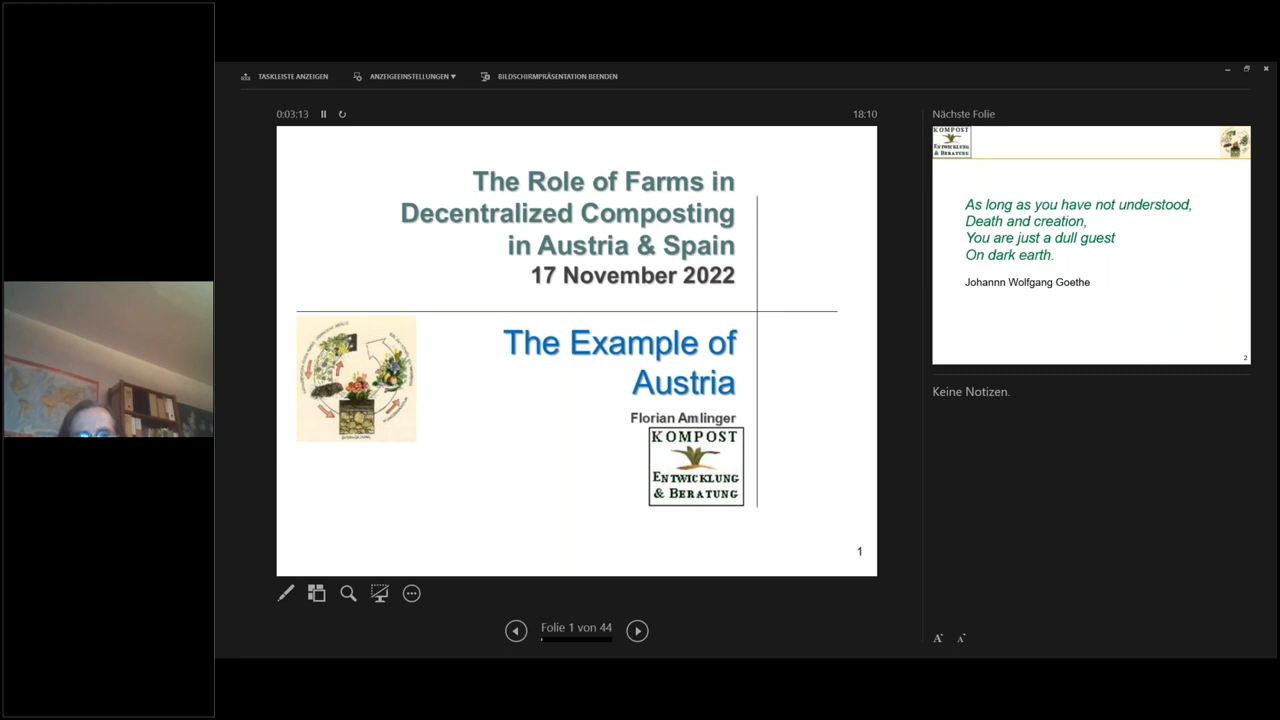 TASKLEISTE ANZEIGEN
ANZEIGEEINSTELLUNGEN ▼
BILDSCHIRMPRÄSENTATION BEENDEN
0:03:13
18:10
The Role of Farms in
Decentralized Composting
in Austria & Spain
17 November 2022
The Example of
Austria
Florian Amlinger
KOMPOST
ENTWICKLUNG
& BERATUNG
1
Folie 1 von 44
Nächste Folie
KOMPOST
ENTWICKLUNG
& BERATUNG
As long as you have not understood,
Death and creation,
You are just a dull guest
On dark earth.
Johannn Wolfgang Goethe
2
Keine Notizen.
A
A